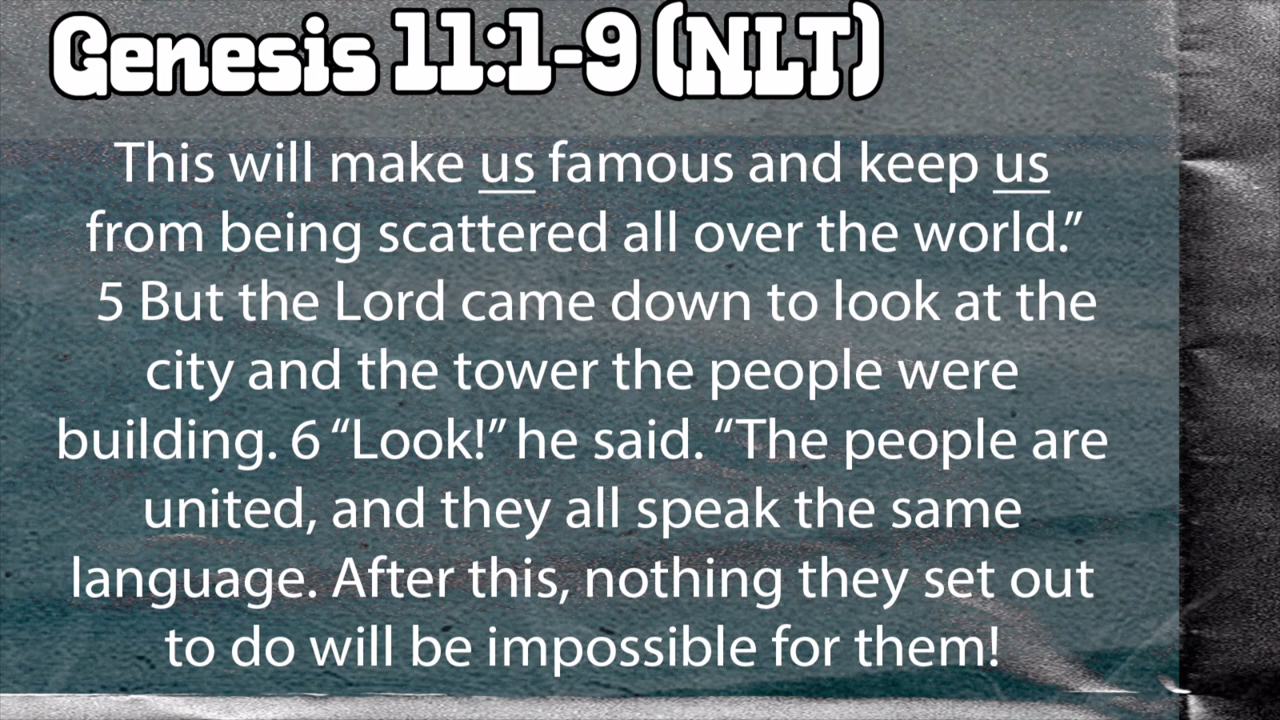 Genesis 11:1-9 (NLT)
This will make us famous and keep us
from being scattered all over the world.”
5 But the Lord came down to look at the
city and the tower the people were
building. 6 “Look!” he said. “The people are
united, and they all speak the same
language. After this, nothing they set out
to do will be impossible for them!